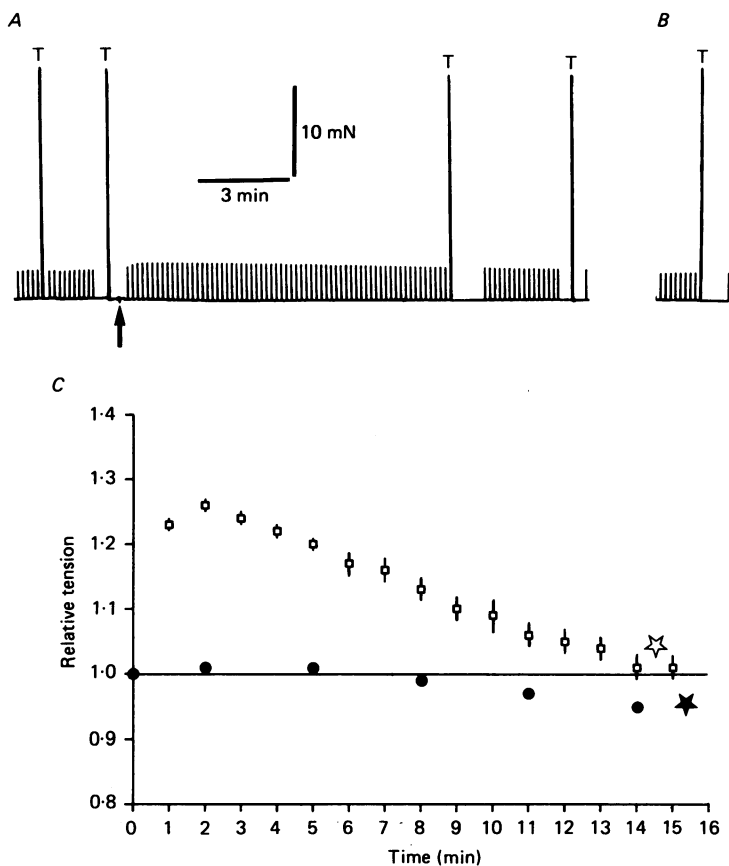 A
B
T
T
T
T
T
10 mN
3 min
C
1·4
1·3
1·2
1·1
1·0
0·9
0·8
Relative tension
0 1 2 3 4 5 6 7 8 9 10 11 12 13 14 15 16
Time (min)